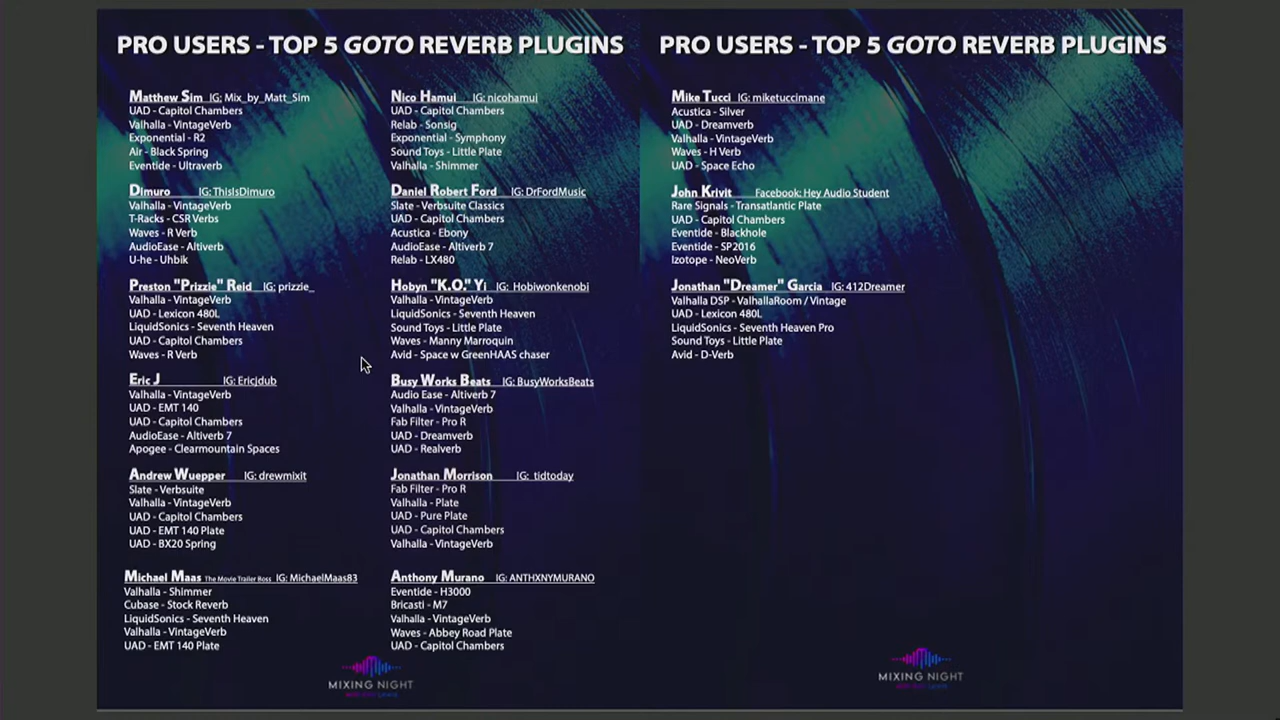 PRO USERS - TOP 5 GOTO REVERB PLUGINS
Matthew Sim IG: Mix_by_Matt_Sim
UAD - Capitol Chambers
Valhalla - VintageVerb
Exponential - R2
Air - Black Spring
Eventide - Ultraverb
Dimuro IG: ThisIsDimuro
Valhalla - VintageVerb
T-Racks - CSR Verbs
Waves - R Verb
AudioEase - Altiverb
U-he - Uhbik
Preston "Prizzie" Reid IG: prizzie_
Valhalla - VintageVerb
UAD - Lexicon 480L
LiquidSonics - Seventh Heaven
UAD - Capitol Chambers
Waves - R Verb
Eric J IG: Ericjdub
Valhalla - VintageVerb
UAD - EMT 140
UAD - Capitol Chambers
AudioEase - Altiverb 7
Apogee - Clearmountain Spaces
Andrew Wuepper IG: drewmixit
Slate - Verbsuite
Valhalla - VintageVerb
UAD - Capitol Chambers
UAD - EMT 140 Plate
UAD - BX20 Spring
Michael Maas The Movie Trailer Boss IG: MichaelMaas83
Valhalla - Shimmer
Cubase - Stock Reverb
LiquidSonics - Seventh Heaven
Valhalla - VintageVerb
UAD - EMT 140 Plate
Nico Hamui IG: nicohamui
UAD - Capitol Chambers
Relab - Sonsig
Exponential - Symphony
Sound Toys - Little Plate
Valhalla - Shimmer
Daniel Robert Ford IG: DrFordMusic
Slate - Verbsuite Classics
UAD - Capitol Chambers
Acustica - Ebony
AudioEase - Altiverb 7
Relab - LX480
Hobyn "K.O." Yi IG: Hobiwonkenobi
Valhalla - VintageVerb
LiquidSonics - Seventh Heaven
Sound Toys - Little Plate
Waves - Manny Marroquin
Avid - Space w GreenHAAS chaser
Busy Works Beats IG: BusyWorksBeats
Audio Ease - Altiverb 7
Valhalla - VintageVerb
Fab Filter - Pro R
UAD - Dreamverb
UAD - Realverb
Jonathan Morrison IG: tidtoday
Fab Filter - Pro R
Valhalla - Plate
UAD - Pure Plate
UAD - Capitol Chambers
Valhalla - VintageVerb
Anthony Murano IG: ANTHXNYMURANO
Eventide - H3000
Bricasti - M7
Valhalla - VintageVerb
Waves - Abbey Road Plate
UAD - Capitol Chambers
MIXING NIGHT
PRO USERS - TOP 5 GOTO REVERB PLUGINS
Mike Tucci IG: miketuccimane
Acustica - Silver
UAD - Dreamverb
Valhalla - VintageVerb
Waves - H Verb
UAD - Space Echo
John Krivit Facebook: Hey Audio Student
Rare Signals - Transatlantic Plate
UAD - Capitol Chambers
Eventide - Blackhole
Eventide - SP2016
Izotope - NeoVerb
Jonathan "Dreamer" Garcia IG: 412Dreamer
Valhalla DSP - ValhallaRoom / Vintage
UAD - Lexicon 480L
LiquidSonics - Seventh Heaven Pro
Sound Toys - Little Plate
Avid - D-Verb
MIXING NIGHT